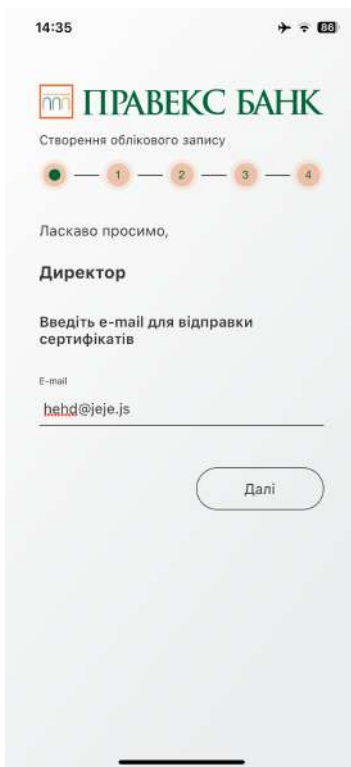 14:35
86
ПРАВЕКС БАНК
Створення облікового запису
1
2
3
4
Ласкаво просимо,
Директор
Введіть e-mail для відправки
сертифікатів
E-mail
hehd@jeje.js
Далі